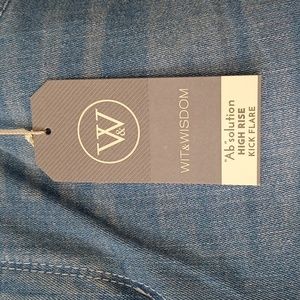 W&W
WIT & WISDOM
"Ab"solution
HIGH RISE
KICK FLARE